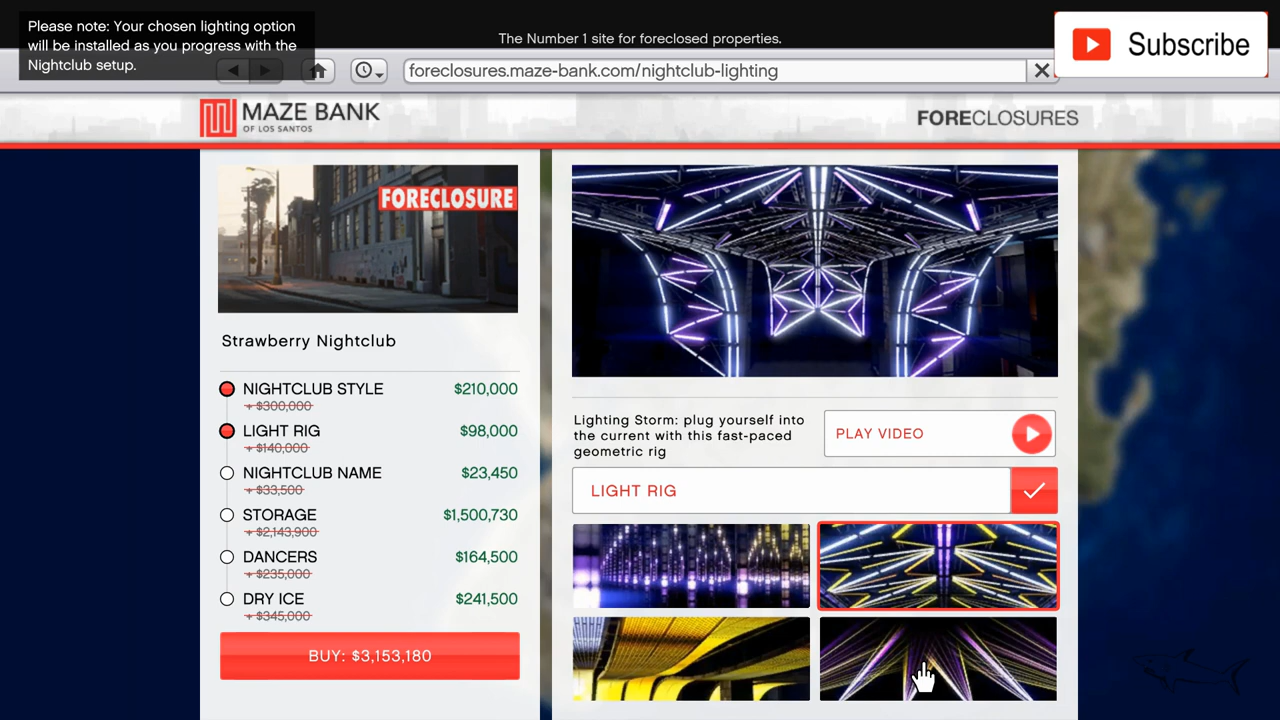 Please note: Your chosen lighting option
will be installed as you progress with the
Nightclub setup.
The Number 1 site for foreclosed properties.
Subscribe
foreclosures.maze-bank.com/nightclub-lighting
MAZE BANK
OF LOS SANTOS
FORECLOSURES
FORECLOSURE
Strawberry Nightclub
NIGHTCLUB STYLE $210,000
+ $300,000
LIGHT RIG $98,000
+ $140,000
NIGHTCLUB NAME $23,450
+ $33,500
STORAGE $1,500,730
+ $2,143,900
DANCERS $164,500
+ $235,000
DRY ICE $241,500
+ $345,000
BUY: $3,153,180
Lighting Storm: plug yourself into
the current with this fast-paced
geometric rig
PLAY VIDEO
LIGHT RIG